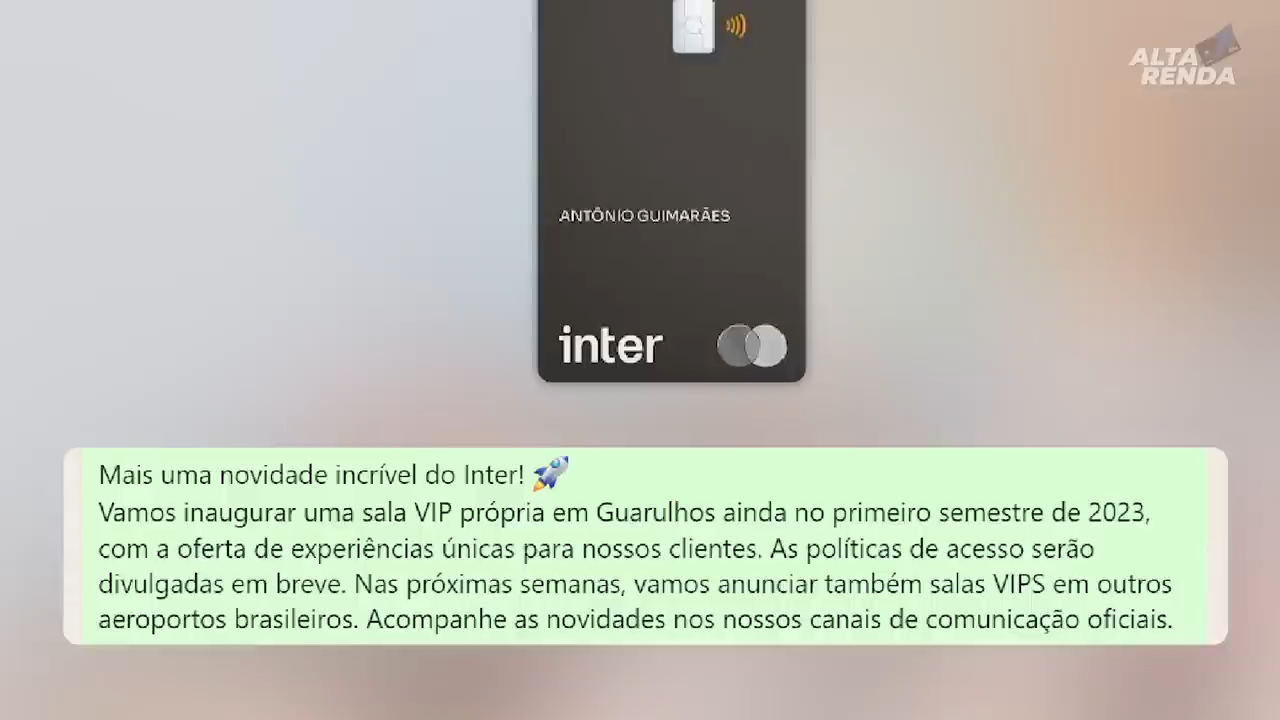 ALTA
RENDA
ANTÔNIO GUIMARÃES
inter
Mais uma novidade incrível do Inter! 🚀
Vamos inaugurar uma sala VIP própria em Guarulhos ainda no primeiro semestre de 2023,
com a oferta de experiências únicas para nossos clientes. As políticas de acesso serão
divulgadas em breve. Nas próximas semanas, vamos anunciar também salas VIPS em outros
aeroportos brasileiros. Acompanhe as novidades nos nossos canais de comunicação oficiais.